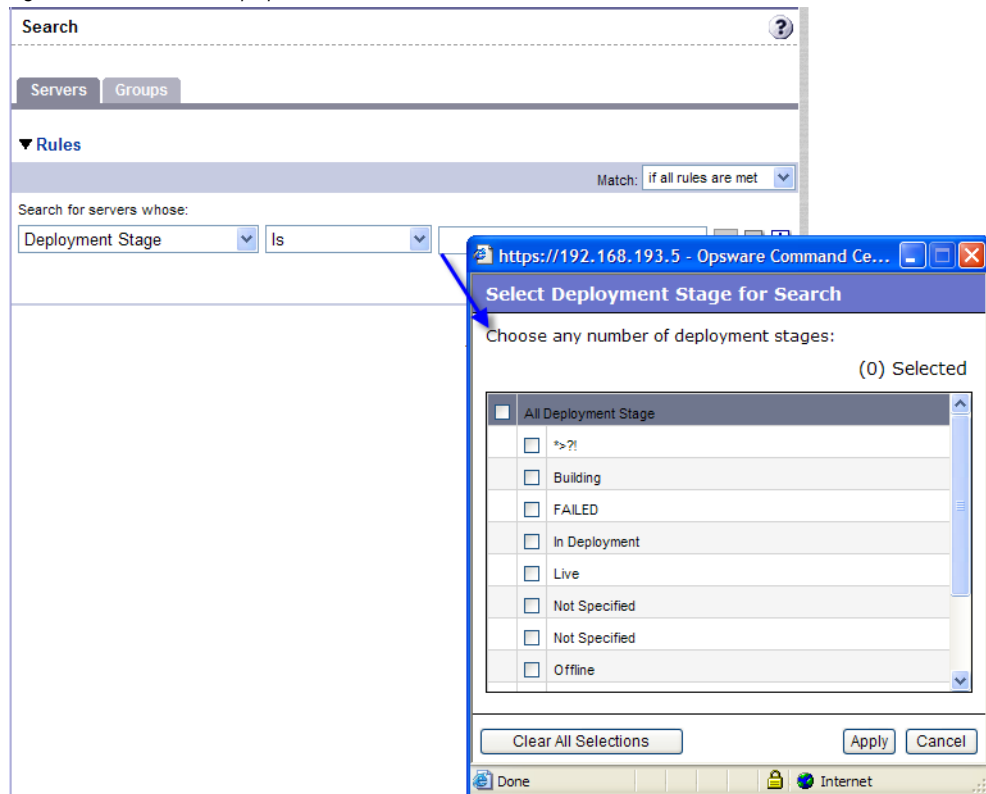 Search
?
Servers Groups
Rules
Match: if all rules are met
Search for servers whose:
Deployment Stage Is
https://192.168.193.5 - Opsware Command Ce...
Select Deployment Stage for Search
Choose any number of deployment stages:
(0) Selected
All Deployment Stage
*>?!
Building
FAILED
In Deployment
Live
Not Specified
Not Specified
Offline
Clear All Selections Apply Cancel
Done Internet